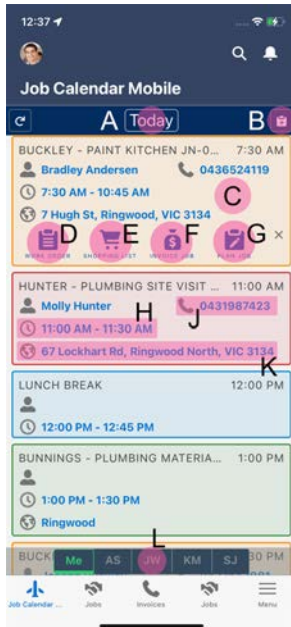 12:37
Job Calendar Mobile
A Today B
BUCKLEY - PAINT KITCHEN JN-0... 7:30 AM
Bradley Andersen 0436524119
7:30 AM - 10:45 AM C
7 Hugh St, Ringwood, VIC 3134
D E F G ×
WORK ORDER SHOPPING LIST INVOICE JOB PLAN JOB
HUNTER - PLUMBING SITE VISIT ... 11:00 AM
Molly Hunter H 0431987423
11:00 AM - 11:30 AM J
67 Lockhart Rd, Ringwood North, VIC 3134
K
LUNCH BREAK 12:00 PM
12:00 PM - 12:45 PM
BUNNINGS - PLUMBING MATERIA... 1:00 PM
1:00 PM - 1:30 PM
Ringwood L
BUCK 30 PM
Me AS JW KM SJ
Job Calendar ... Jobs Invoices Jobs Menu